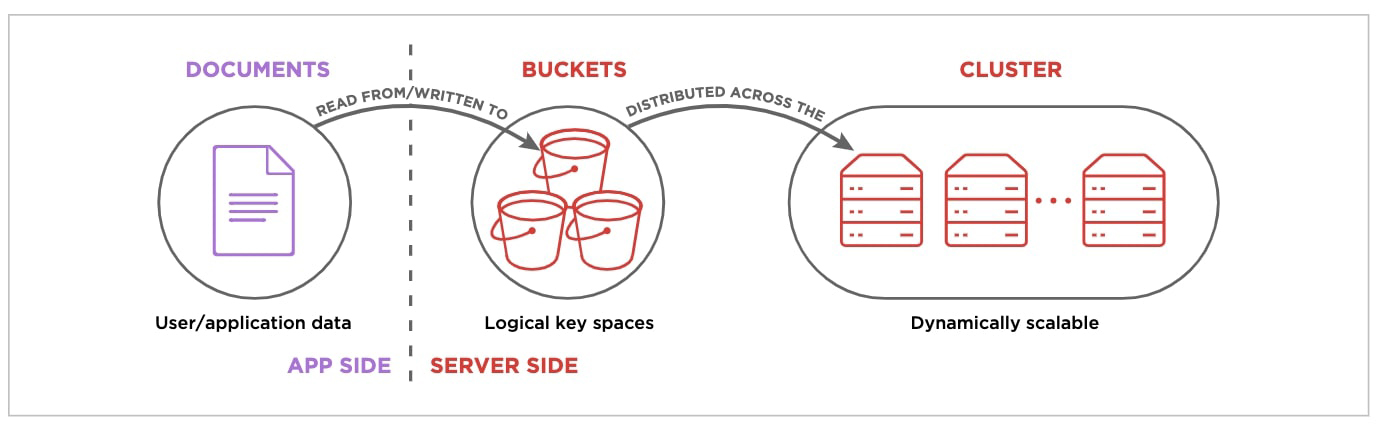 DOCUMENTS
BUCKETS
CLUSTER
READ FROM/WRITTEN TO
DISTRIBUTED ACROSS THE
User/application data
Logical key spaces
Dynamically scalable
APP SIDE
SERVER SIDE